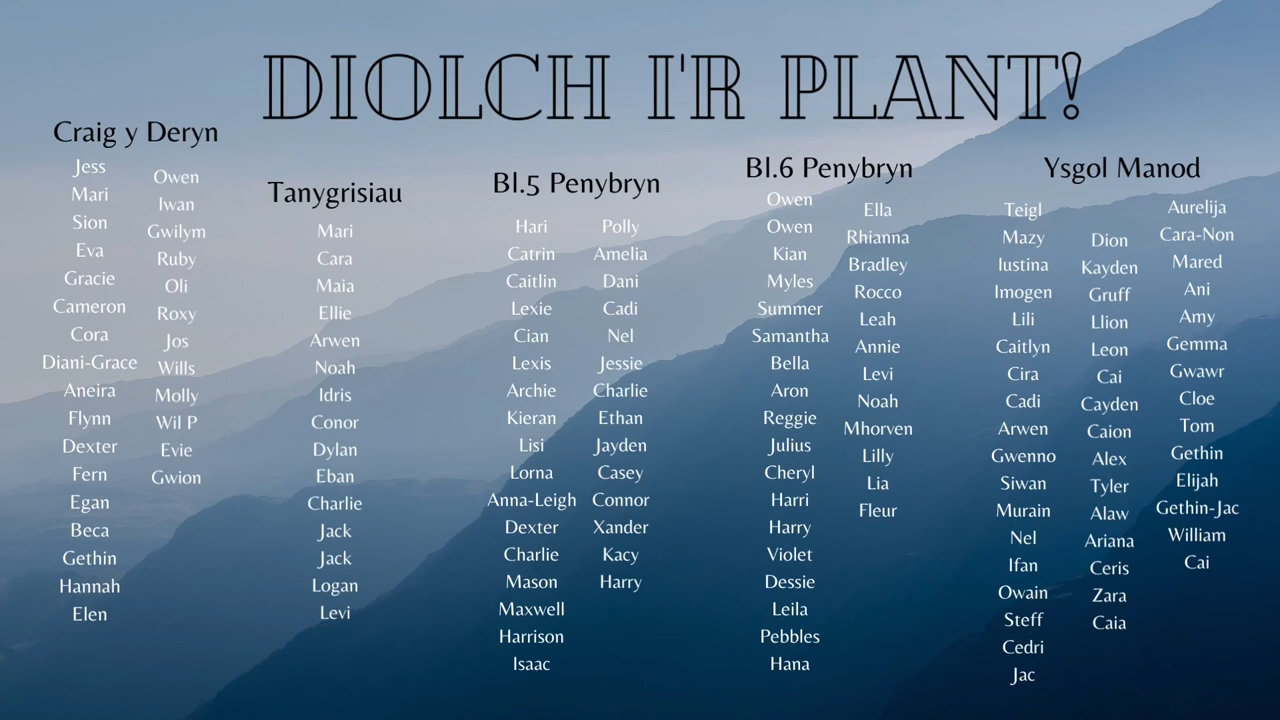 DIOLCH I'R PLANT!
Craig y Deryn
Jess
Mari
Sion
Eva
Gracie
Cameron
Cora
Diani-Grace
Aneira
Flynn
Dexter
Fern
Egan
Beca
Gethin
Hannah
Elen
Owen
Iwan
Gwilym
Ruby
Oli
Roxy
Jos
Wills
Molly
Wil P
Evie
Gwion
Tanygrisiau
Mari
Cara
Maia
Ellie
Arwen
Noah
Idris
Conor
Dylan
Eban
Charlie
Jack
Jack
Logan
Levi
Bl.5 Penybryn
Hari
Catrin
Caitlin
Lexie
Cian
Lexis
Archie
Kieran
Lisi
Lorna
Anna-Leigh
Dexter
Charlie
Mason
Maxwell
Harrison
Isaac
Polly
Amelia
Dani
Cadi
Nel
Jessie
Charlie
Ethan
Jayden
Casey
Connor
Xander
Kacy
Harry
Bl.6 Penybryn
Owen
Owen
Kian
Myles
Summer
Samantha
Bella
Aron
Reggie
Julius
Cheryl
Harri
Harry
Violet
Dessie
Leila
Pebbles
Hana
Ella
Rhianna
Bradley
Rocco
Leah
Annie
Levi
Noah
Mhorven
Lilly
Lia
Fleur
Ysgol Manod
Teigl
Mazy
Iustina
Imogen
Lili
Caitlyn
Cira
Cadi
Arwen
Gwenno
Siwan
Murain
Nel
Ifan
Owain
Steff
Cedri
Jac
Dion
Kayden
Gruff
Llion
Leon
Cai
Cayden
Caion
Alex
Tyler
Alaw
Ariana
Ceris
Zara
Caia
Aurelija
Cara-Non
Mared
Ani
Amy
Gemma
Gwawr
Cloe
Tom
Gethin
Elijah
Gethin-Jac
William
Cai